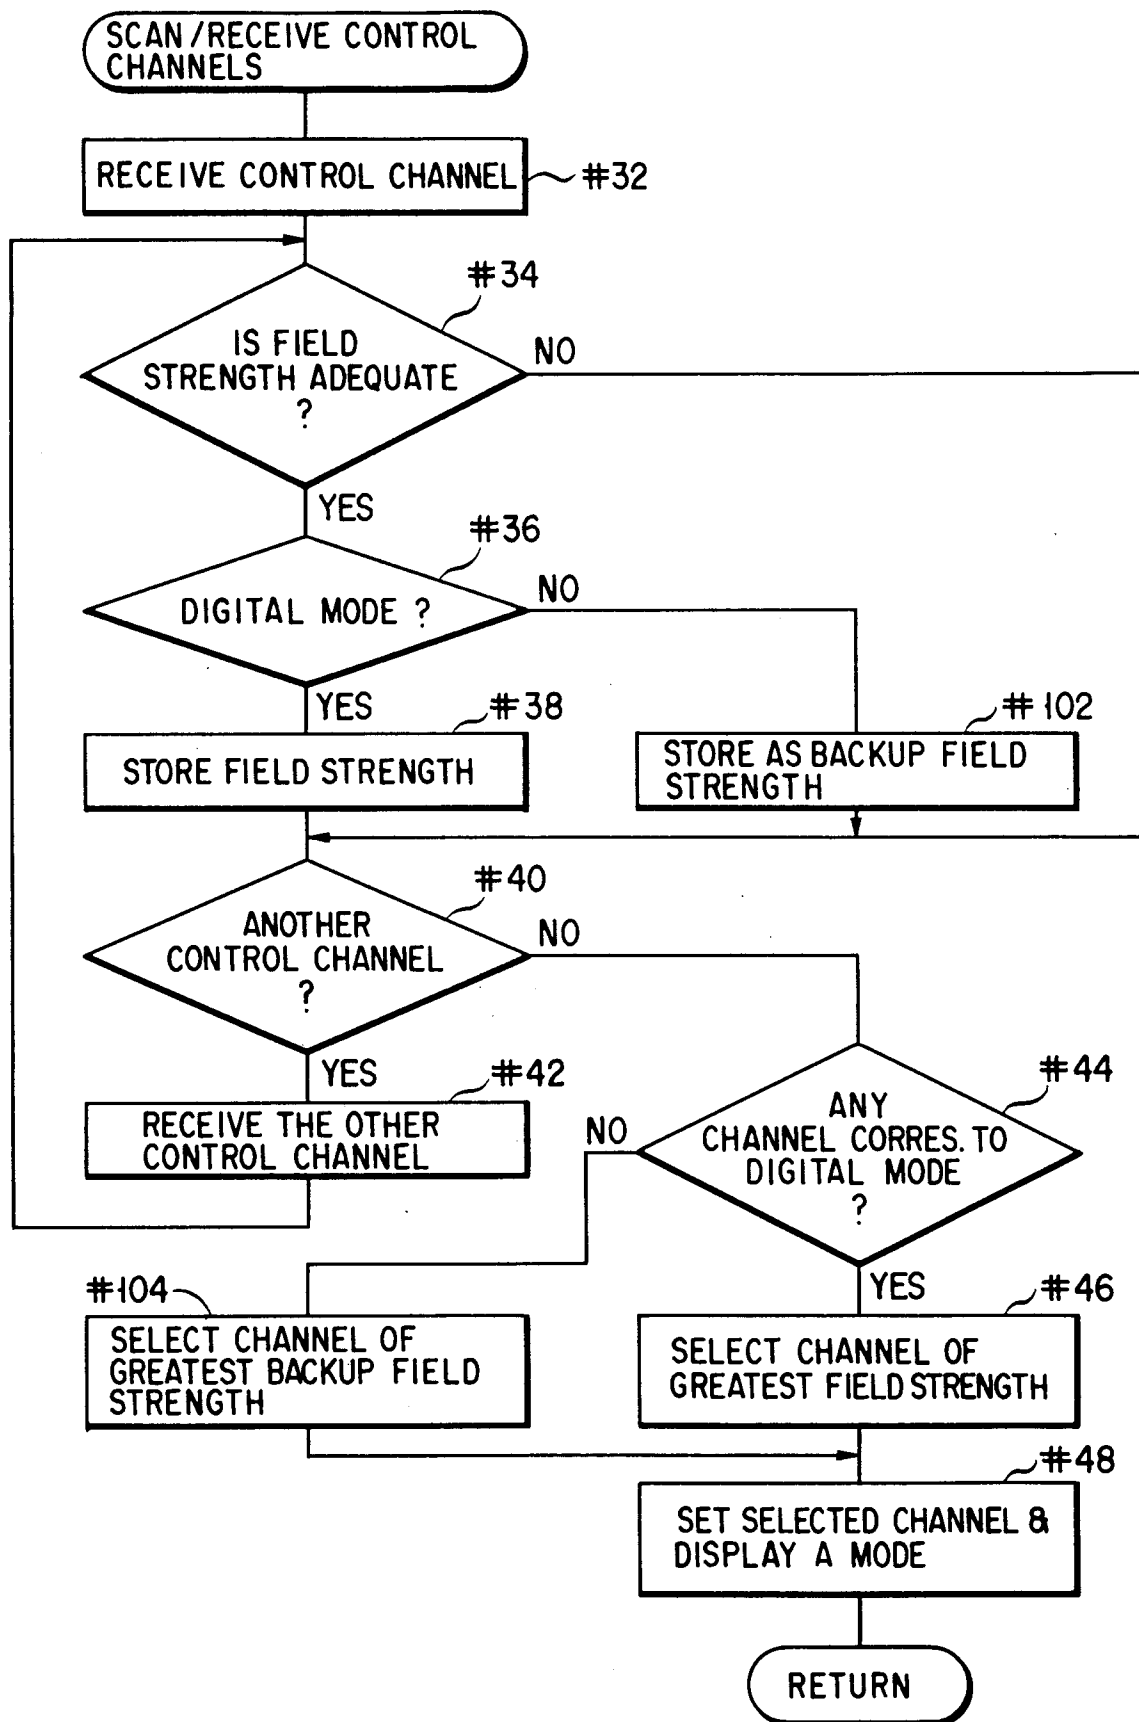 SCAN/RECEIVE CONTROL
CHANNELS
RECEIVE CONTROL CHANNEL
#32
#34
IS FIELD
STRENGTH ADEQUATE
?
NO
YES
#36
DIGITAL MODE ?
NO
YES
#38
STORE FIELD STRENGTH
#102
STORE AS BACKUP FIELD
STRENGTH
#40
ANOTHER
CONTROL CHANNEL
?
NO
YES
#42
RECEIVE THE OTHER
CONTROL CHANNEL
#44
ANY
CHANNEL CORRES. TO
DIGITAL MODE
?
NO
YES
#104
SELECT CHANNEL OF
GREATEST BACKUP FIELD
STRENGTH
#46
SELECT CHANNEL OF
GREATEST FIELD STRENGTH
#48
SET SELECTED CHANNEL &
DISPLAY A MODE
RETURN